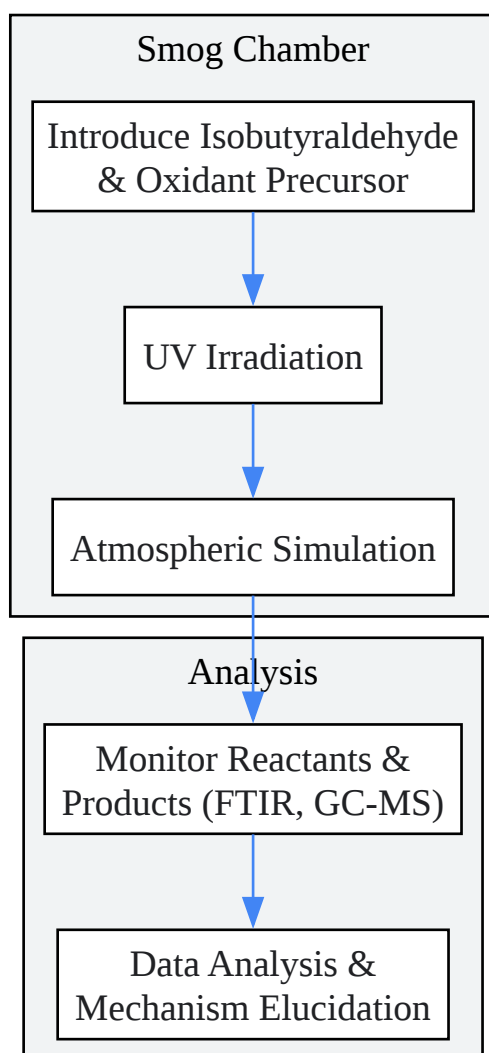 Smog Chamber
Introduce Isobutyraldehyde
& Oxidant Precursor
UV Irradiation
Atmospheric Simulation
Analysis
Monitor Reactants &
Products (FTIR, GC-MS)
Data Analysis &
Mechanism Elucidation